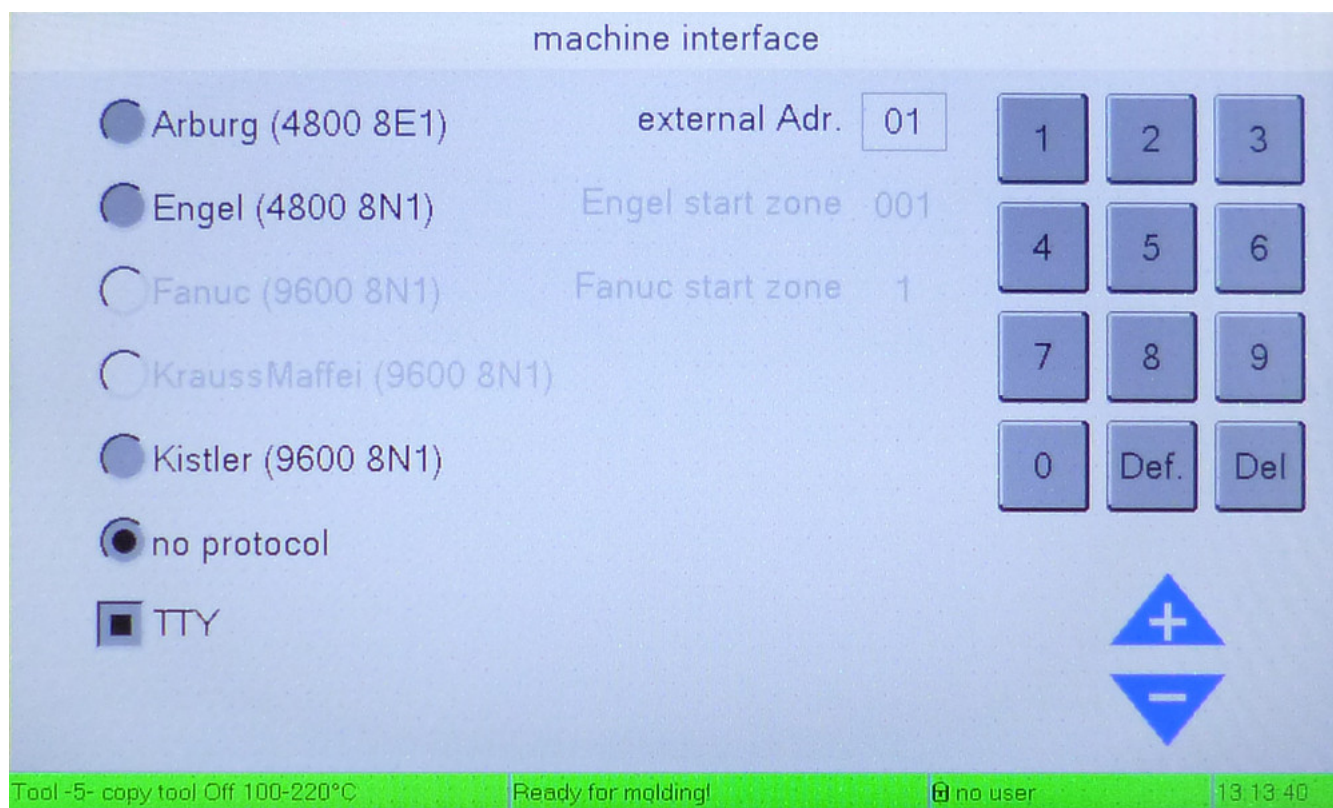 machine interface
Arburg (4800 8E1)
external Adr. 01
Engel (4800 8N1)
Engel start zone 001
Fanuc (9600 8N1)
Fanuc start zone 1
KraussMaffei (9600 8N1)
Kistler (9600 8N1)
no protocol
TTY
1 2 3
4 5 6
7 8 9
0 Def. Del
+
−
Tool -5- copy tool Off 100-220°C Ready for molding! no user 13:13:40